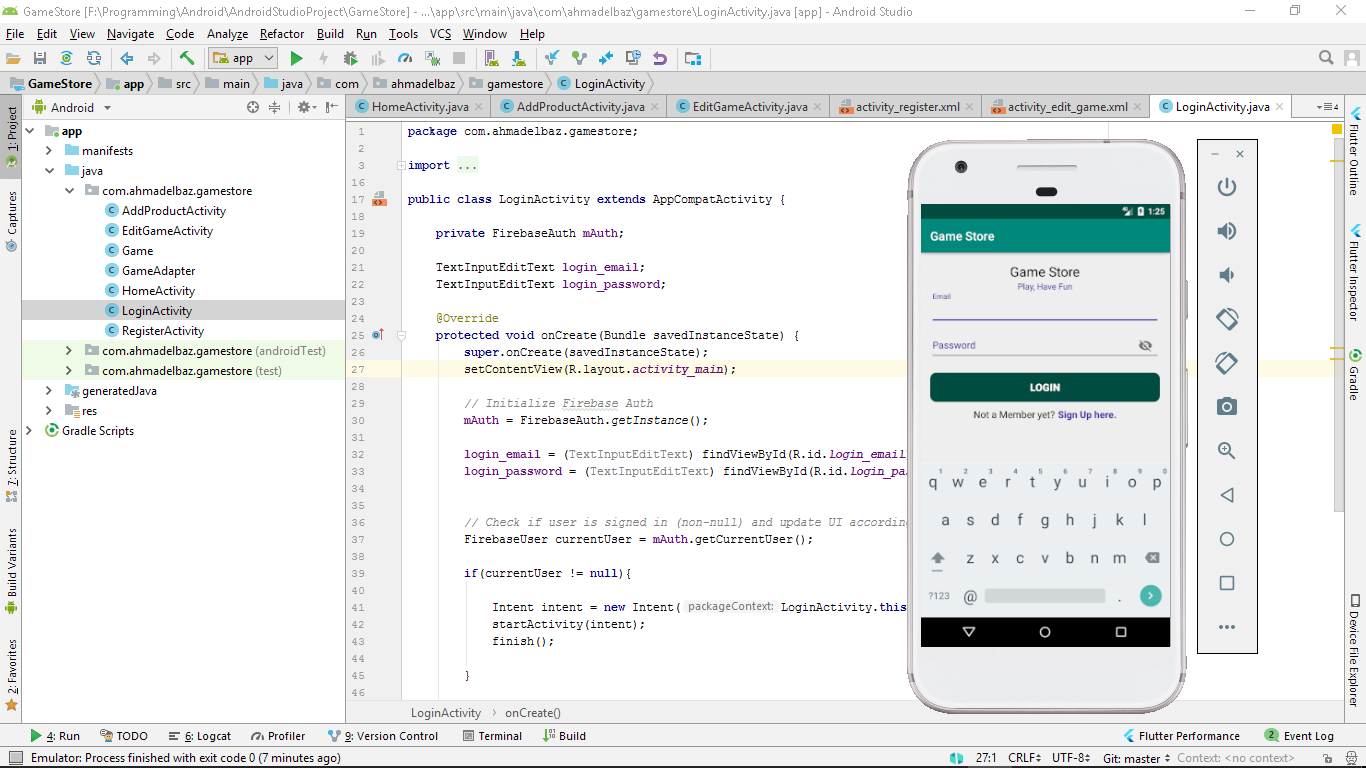 GameStore [F:\Programming\Android\AndroidStudioProject\GameStore] - ...\app\src\main\java\com\ahmadelbaz\gamestore\LoginActivity.java [app] - Android Studio
File Edit View Navigate Code Analyze Refactor Build Run Tools VCS Window Help
app
GameStore app src main java com ahmadelbaz gamestore LoginActivity
Android
HomeActivity.java AddProductActivity.java EditGameActivity.java activity_register.xml activity_edit_game.xml LoginActivity.java 4
1: Project
Captures
7: Structure
Build Variants
2: Favorites
app
manifests
java
com.ahmadelbaz.gamestore
AddProductActivity
EditGameActivity
Game
GameAdapter
HomeActivity
LoginActivity
RegisterActivity
com.ahmadelbaz.gamestore (androidTest)
com.ahmadelbaz.gamestore (test)
generatedJava
res
Gradle Scripts
1 package com.ahmadelbaz.gamestore;
2
3 import ...
16
17 public class LoginActivity extends AppCompatActivity {
18
19 private FirebaseAuth mAuth;
20
21 TextInputEditText login_email;
22 TextInputEditText login_password;
23
24 @Override
25 protected void onCreate(Bundle savedInstanceState) {
26 super.onCreate(savedInstanceState);
27 setContentView(R.layout.activity_main);
28
29 // Initialize Firebase Auth
30 mAuth = FirebaseAuth.getInstance();
31
32 login_email = (TextInputEditText) findViewById(R.id.login_email
33 login_password = (TextInputEditText) findViewById(R.id.login_pa
34
35
36 // Check if user is signed in (non-null) and update UI accordin
37 FirebaseUser currentUser = mAuth.getCurrentUser();
38
39 if(currentUser != null){
40
41 Intent intent = new Intent( packageContext: LoginActivity.this
42 startActivity(intent);
43 finish();
44
45 }
46
LoginActivity onCreate()
1:25
Game Store
Game Store
Play, Have Fun
Email
Password
LOGIN
Not a Member yet? Sign Up here.
1 2 3 4 5 6 7 8 9 0
q w e r t y u i o p
a s d f g h j k l
z x c v b n m
?123 @ .
Flutter Outline
Flutter Inspector
Gradle
Device File Explorer
4: Run TODO 6: Logcat Profiler 9: Version Control Terminal Build Flutter Performance 2 Event Log
Emulator: Process finished with exit code 0 (7 minutes ago) 27:1 CRLF UTF-8 Git: master Context: <no context>